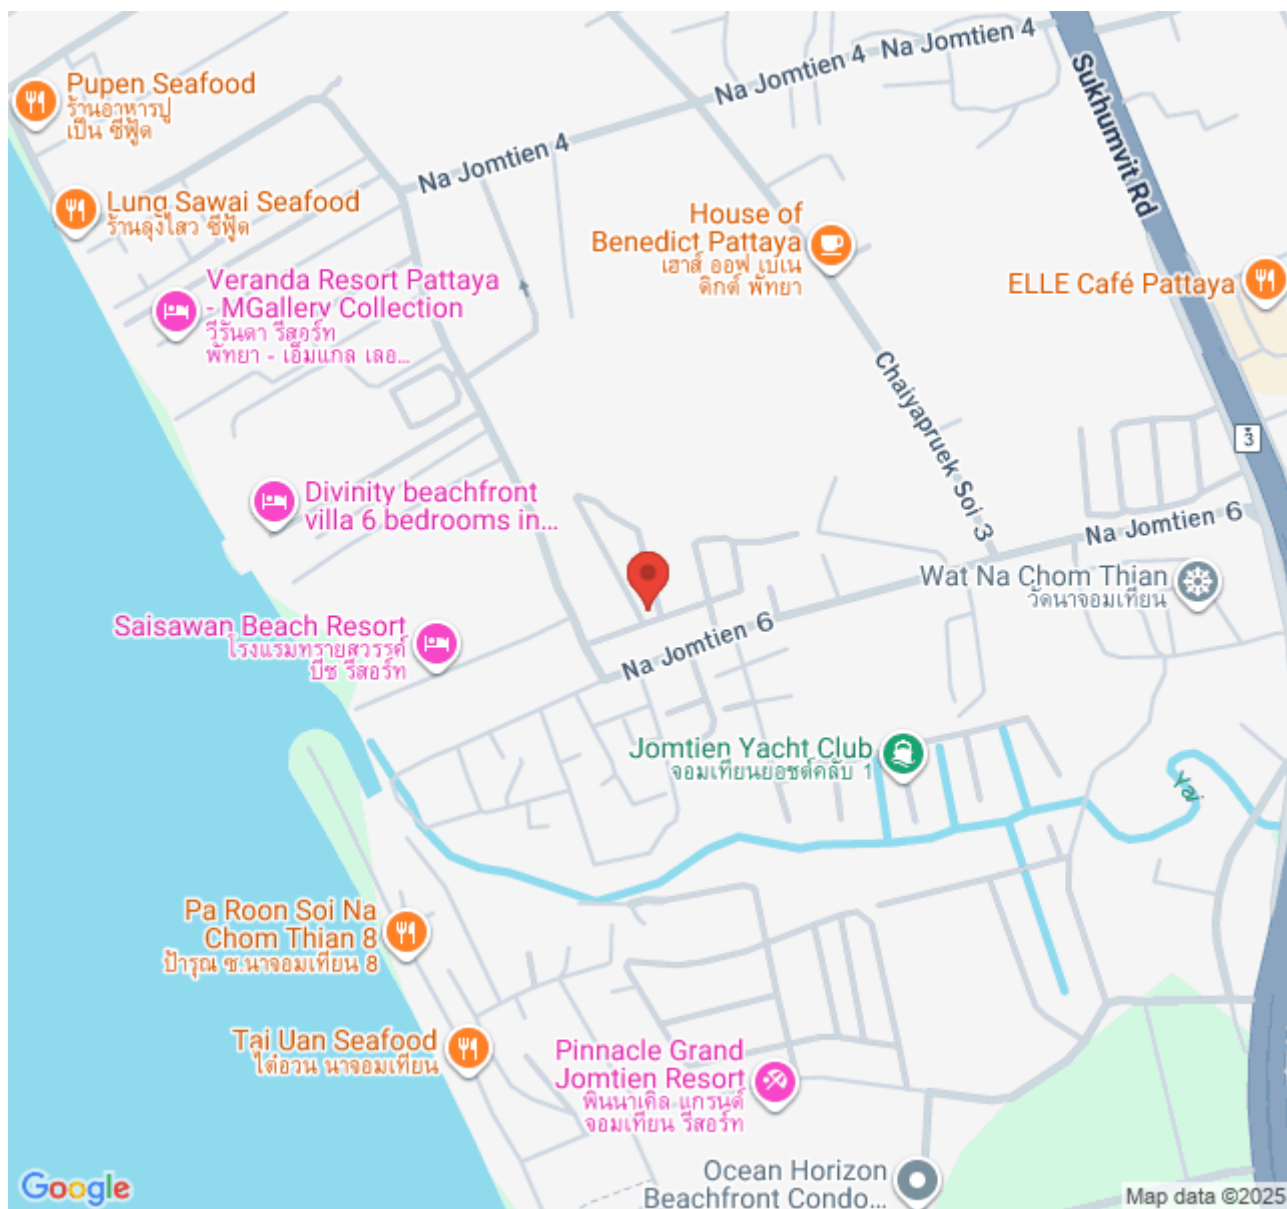 Na Jomtien 4
Na Jomtien 4
Na Jomtien 4
Sukhumvit Rd
Pupen Seafood
ร้านอาหารปู
เป็น ซีฟู้ด
Lung Sawai Seafood
ร้านลุงไสว ซีฟู้ด
House of
Benedict Pattaya
เฮาส์ ออฟ เบเน
ดิกต์ พัทยา
ELLE Café Pattaya
Veranda Resort Pattaya
- MGallery Collection
วีรันดา รีสอร์ท
พัทยา - เอ็มแกล เลอ...
Chaiyapruek Soi 3
3
Divinity beachfront
villa 6 bedrooms in...
Na Jomtien 6
Wat Na Chom Thian
วัดนาจอมเทียน
Saisawan Beach Resort
โรงแรมทรายสวรรค์
บีช รีสอร์ท
Na Jomtien 6
Jomtien Yacht Club
จอมเทียนยอชต์คลับ 1
Yai
Pa Roon Soi Na
Chom Thian 8
ป้ารุณ ซ.นาจอมเทียน 8
Tai Uan Seafood
ไต๋อวน นาจอมเทียน
Pinnacle Grand
Jomtien Resort
พินนาเคิล แกรนด์
จอมเทียน รีสอร์ท
Ocean Horizon
Beachfront Condo...
Google
Map data ©2025